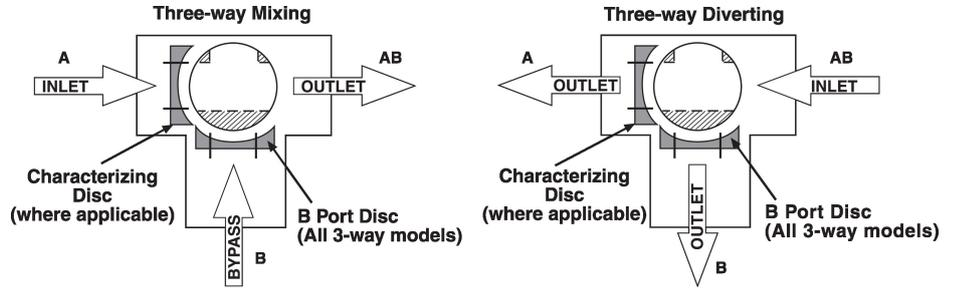 Three-way Mixing
A
INLET
AB
OUTLET
Characterizing
Disc
(where applicable)
B Port Disc
(All 3-way models)
BYPASS
B
Three-way Diverting
A
OUTLET
AB
INLET
Characterizing
Disc
(where applicable)
B Port Disc
(All 3-way models)
OUTLET
B